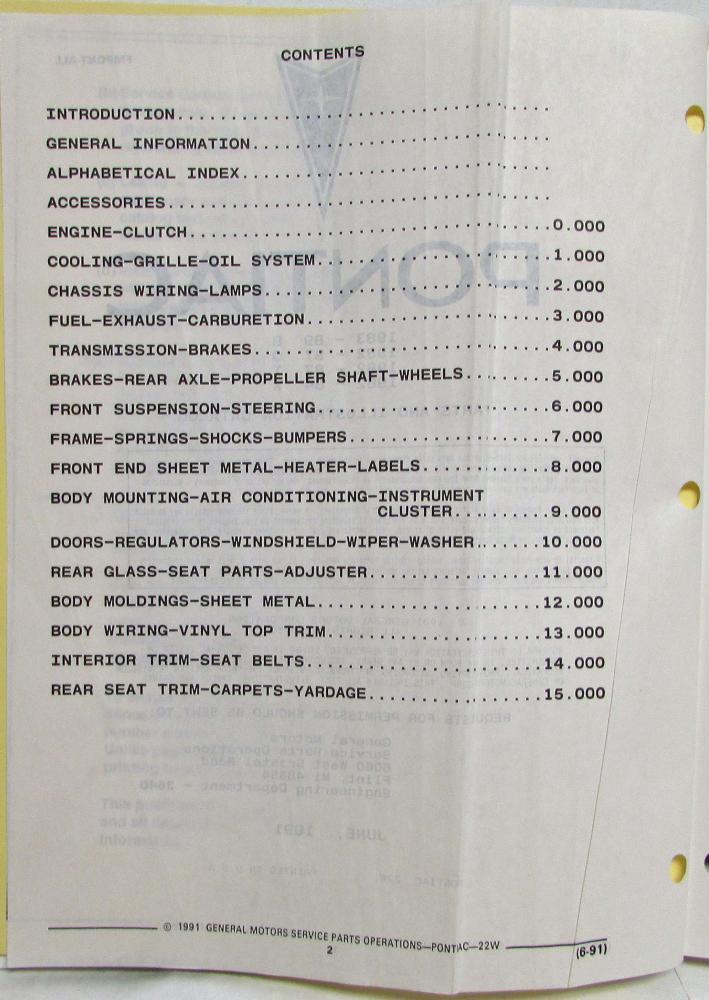 CONTENTS
INTRODUCTION
GENERAL INFORMATION
ALPHABETICAL INDEX
ACCESSORIES
ENGINE-CLUTCH 0.000
COOLING-GRILLE-OIL SYSTEM 1.000
CHASSIS WIRING-LAMPS 2.000
FUEL-EXHAUST-CARBURETION 3.000
TRANSMISSION-BRAKES 4.000
BRAKES-REAR AXLE-PROPELLER SHAFT-WHEELS 5.000
FRONT SUSPENSION-STEERING 6.000
FRAME-SPRINGS-SHOCKS-BUMPERS 7.000
FRONT END SHEET METAL-HEATER-LABELS 8.000
BODY MOUNTING-AIR CONDITIONING-INSTRUMENT
CLUSTER 9.000
DOORS-REGULATORS-WINDSHIELD-WIPER-WASHER 10.000
REAR GLASS-SEAT PARTS-ADJUSTER 11.000
BODY MOLDINGS-SHEET METAL 12.000
BODY WIRING-VINYL TOP TRIM 13.000
INTERIOR TRIM-SEAT BELTS 14.000
REAR SEAT TRIM-CARPETS-YARDAGE 15.000
© 1991 GENERAL MOTORS SERVICE PARTS OPERATIONS—PONTIAC—22W
2
(6-91)